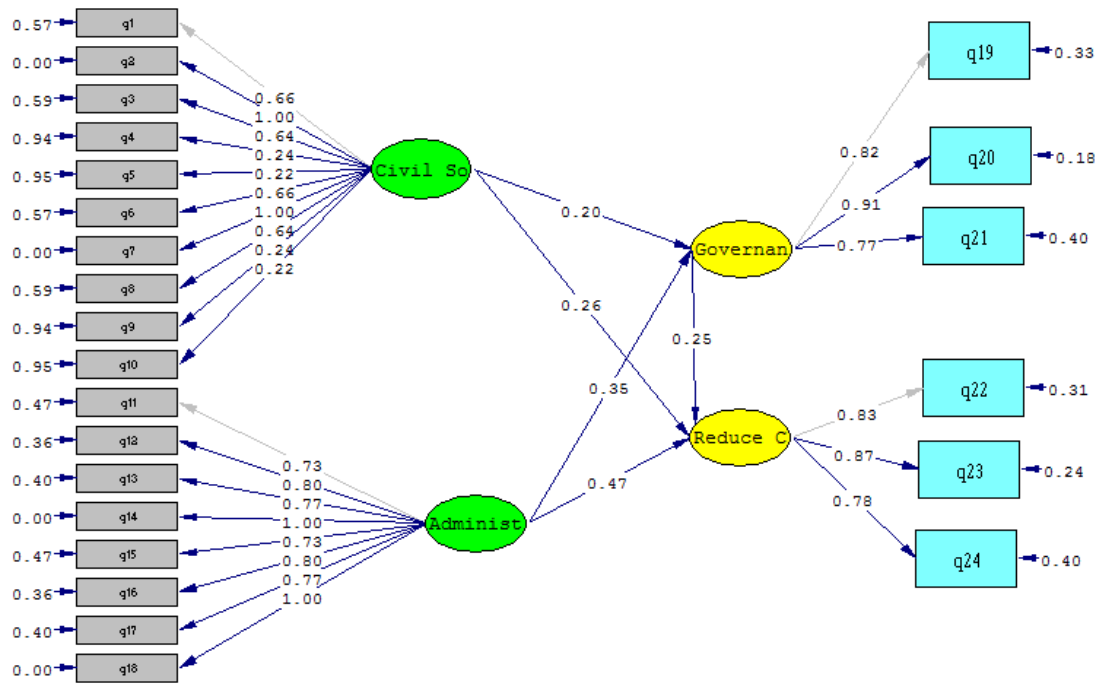 0.57 q1
0.00 q2
0.59 q3
0.94 q4
0.95 q5
0.57 q6
0.00 q7
0.59 q8
0.94 q9
0.95 q10
0.47 q11
0.36 q12
0.40 q13
0.00 q14
0.47 q15
0.36 q16
0.40 q17
0.00 q18
0.66
1.00
0.64
0.24
0.22
0.66
1.00
0.64
0.24
0.22
Civil So
0.73
0.80
0.77
1.00
0.73
0.80
0.77
1.00
Administ
0.20
0.26
0.35
0.47
Governan
0.25
Reduce C
0.82
0.91
0.77
0.83
0.87
0.78
q19 0.33
q20 0.18
q21 0.40
q22 0.31
q23 0.24
q24 0.40